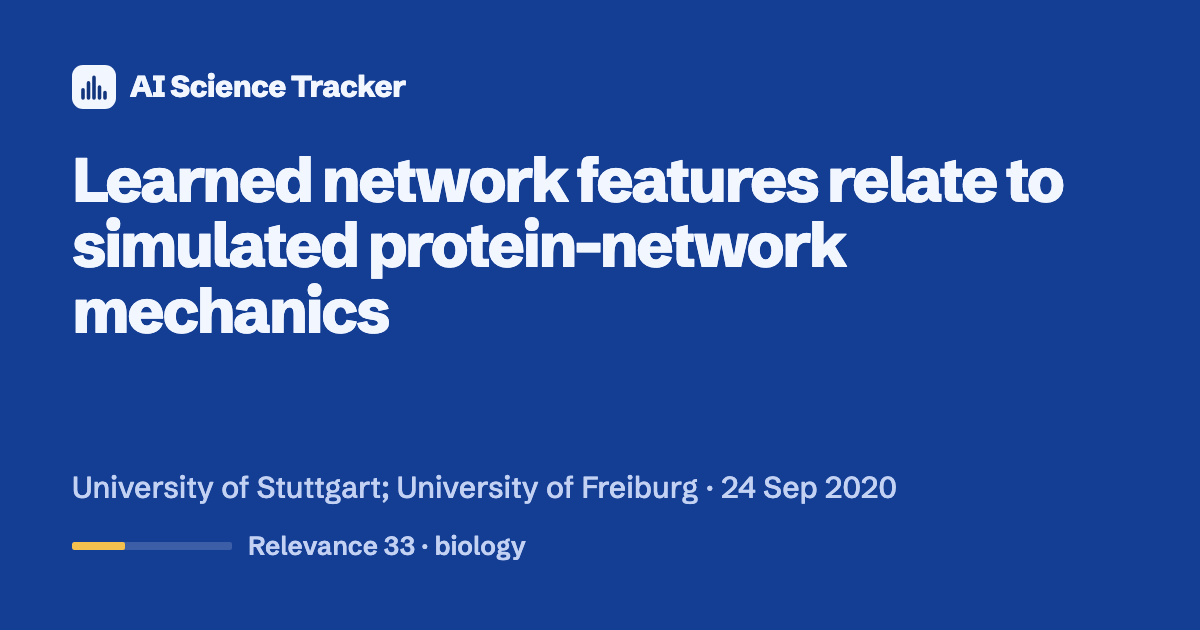 AI Science Tracker
Learned network features relate to
simulated protein-network
mechanics
University of Stuttgart; University of Freiburg · 24 Sep 2020
Relevance 33 · biology